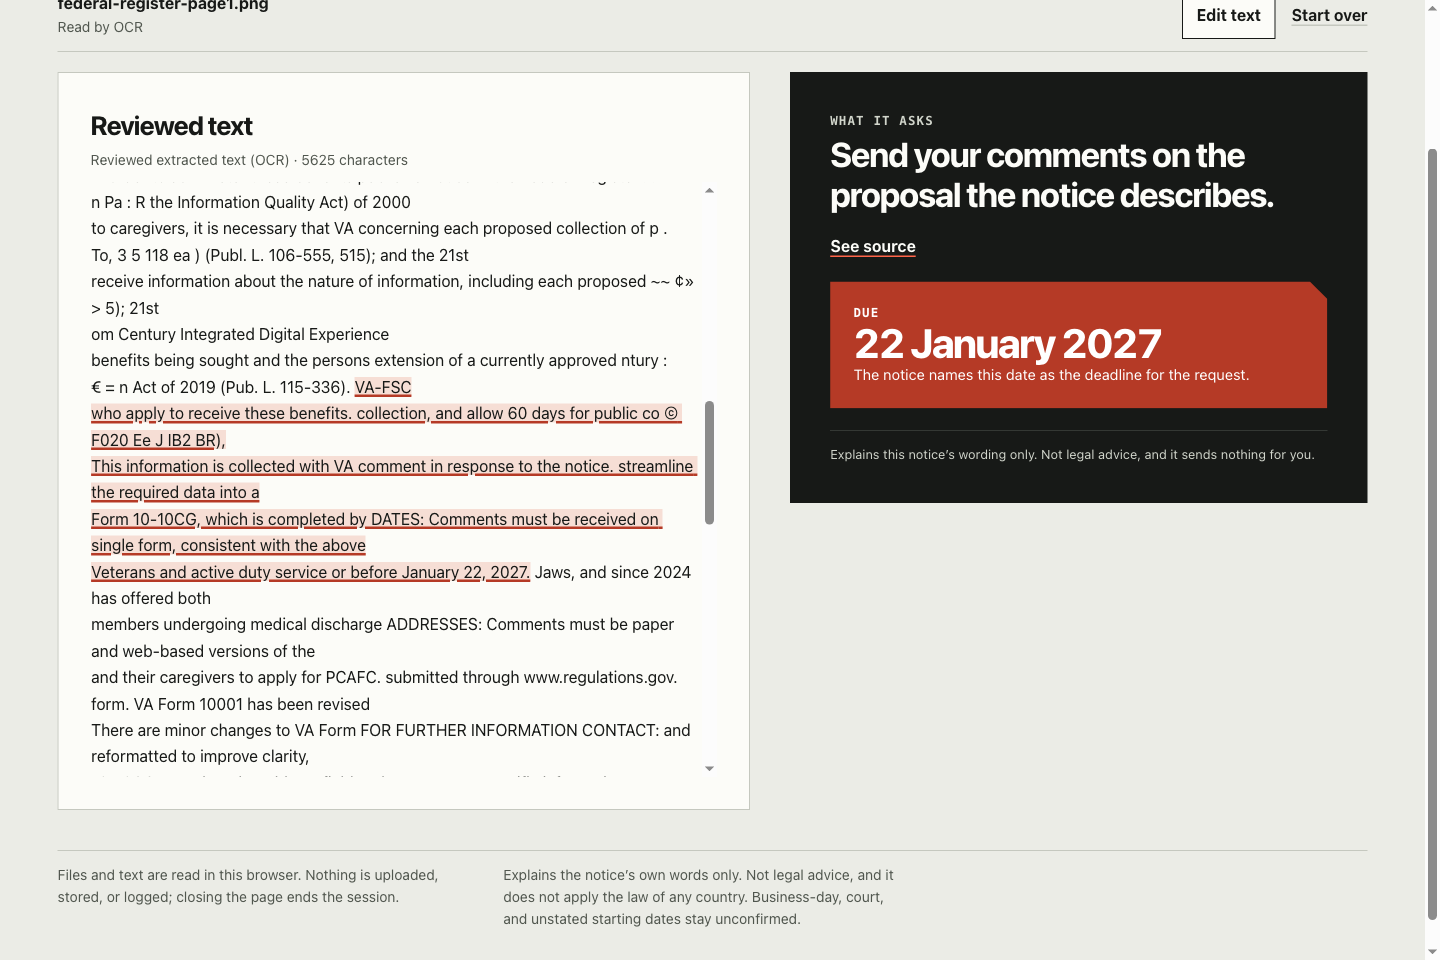 federal-register-page1.png
Read by OCR
Edit text
Start over
Reviewed text
Reviewed extracted text (OCR) · 5625 characters
n Pa : R the Information Quality Act) of 2000
to caregivers, it is necessary that VA concerning each proposed collection of p .
To, 3 5 118 ea ) (Publ. L. 106-555, 515); and the 21st
receive information about the nature of information, including each proposed ~~ ¢»
> 5); 21st
om Century Integrated Digital Experience
benefits being sought and the persons extension of a currently approved ntury :
€ = n Act of 2019 (Pub. L. 115-336). VA-FSC
who apply to receive these benefits. collection, and allow 60 days for public co ©
F020 Ee J IB2 BR),
This information is collected with VA comment in response to the notice. streamline
the required data into a
Form 10-10CG, which is completed by DATES: Comments must be received on
single form, consistent with the above
Veterans and active duty service or before January 22, 2027. Jaws, and since 2024
has offered both
members undergoing medical discharge ADDRESSES: Comments must be paper
and web-based versions of the
and their caregivers to apply for PCAFC. submitted through www.regulations.gov.
form. VA Form 10001 has been revised
There are minor changes to VA Form FOR FURTHER INFORMATION CONTACT: and
reformatted to improve clarity,
WHAT IT ASKS
Send your comments on the
proposal the notice describes.
See source
DUE
22 January 2027
The notice names this date as the deadline for the request.
Explains this notice's wording only. Not legal advice, and it sends nothing for you.
Files and text are read in this browser. Nothing is uploaded,
stored, or logged; closing the page ends the session.
Explains the notice's own words only. Not legal advice, and it
does not apply the law of any country. Business-day, court,
and unstated starting dates stay unconfirmed.